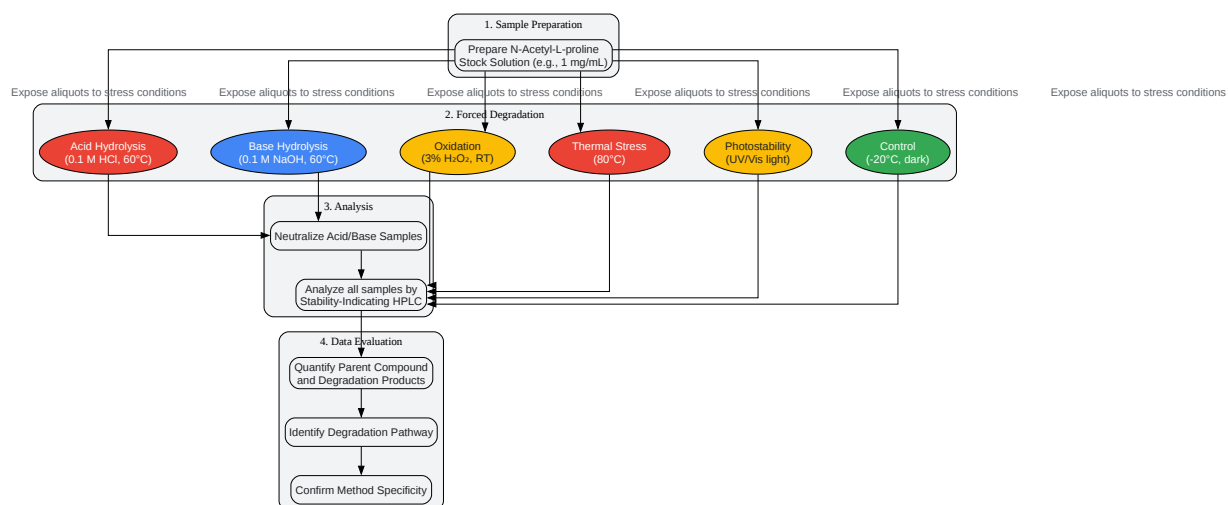 1. Sample Preparation
Prepare N-Acetyl-L-proline
Stock Solution (e.g., 1 mg/mL)
Expose aliquots to stress conditions
Expose aliquots to stress conditions
Expose aliquots to stress conditions
Expose aliquots to stress conditions
Expose aliquots to stress conditions
Expose aliquots to stress conditions
2. Forced Degradation
Acid Hydrolysis
(0.1 M HCl, 60°C)
Base Hydrolysis
(0.1 M NaOH, 60°C)
Oxidation
(3% H₂O₂, RT)
Thermal Stress
(80°C)
Photostability
(UV/Vis light)
Control
(-20°C, dark)
3. Analysis
Neutralize Acid/Base Samples
Analyze all samples by
Stability-Indicating HPLC
4. Data Evaluation
Quantify Parent Compound
and Degradation Products
Identify Degradation Pathway
Confirm Method Specificity